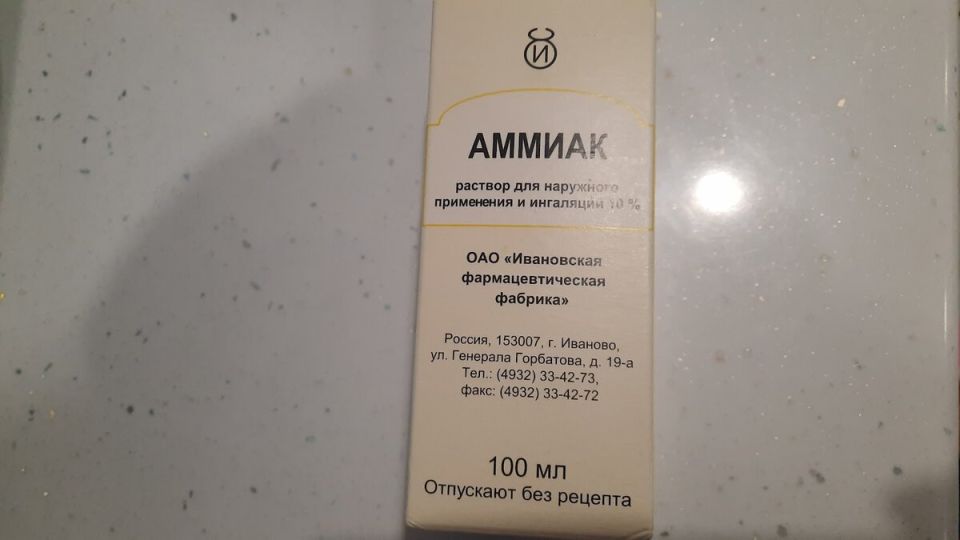 И
АММИАК
раствор для наружного
применения и ингаляций 10 %
ОАО «Ивановская
фармацевтическая
фабрика»
Россия, 153007, г. Иваново,
ул. Генерала Горбатова, д. 19-а
Тел.: (4932) 33-42-73,
факс: (4932) 33-42-72
100 мл
Отпускают без рецепта